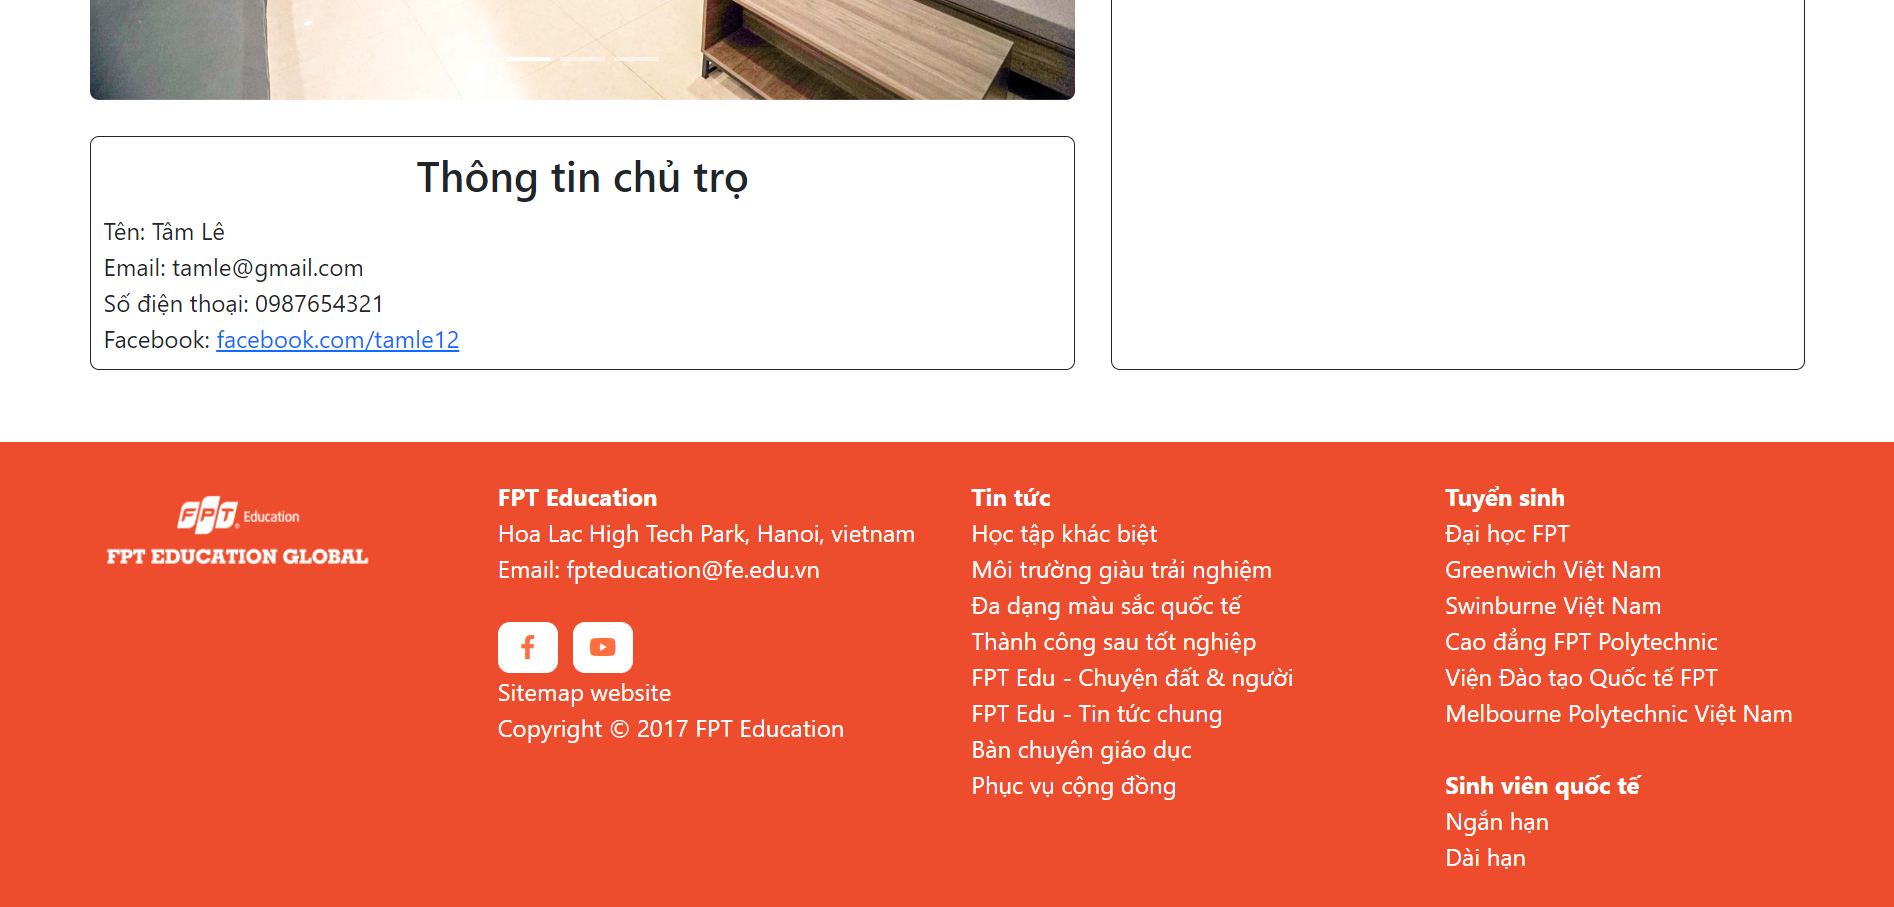 Thông tin chủ trọ
Tên: Tâm Lê
Email: tamle@gmail.com
Số điện thoại: 0987654321
Facebook: facebook.com/tamle12
FPT Education
FPT EDUCATION GLOBAL
FPT Education
Hoa Lac High Tech Park, Hanoi, vietnam
Email: fpteducation@fe.edu.vn
Sitemap website
Copyright © 2017 FPT Education
Tin tức
Học tập khác biệt
Môi trường giàu trải nghiệm
Đa dạng màu sắc quốc tế
Thành công sau tốt nghiệp
FPT Edu - Chuyện đất & người
FPT Edu - Tin tức chung
Bàn chuyên giáo dục
Phục vụ cộng đồng
Tuyển sinh
Đại học FPT
Greenwich Việt Nam
Swinburne Việt Nam
Cao đẳng FPT Polytechnic
Viện Đào tạo Quốc tế FPT
Melbourne Polytechnic Việt Nam
Sinh viên quốc tế
Ngắn hạn
Dài hạn